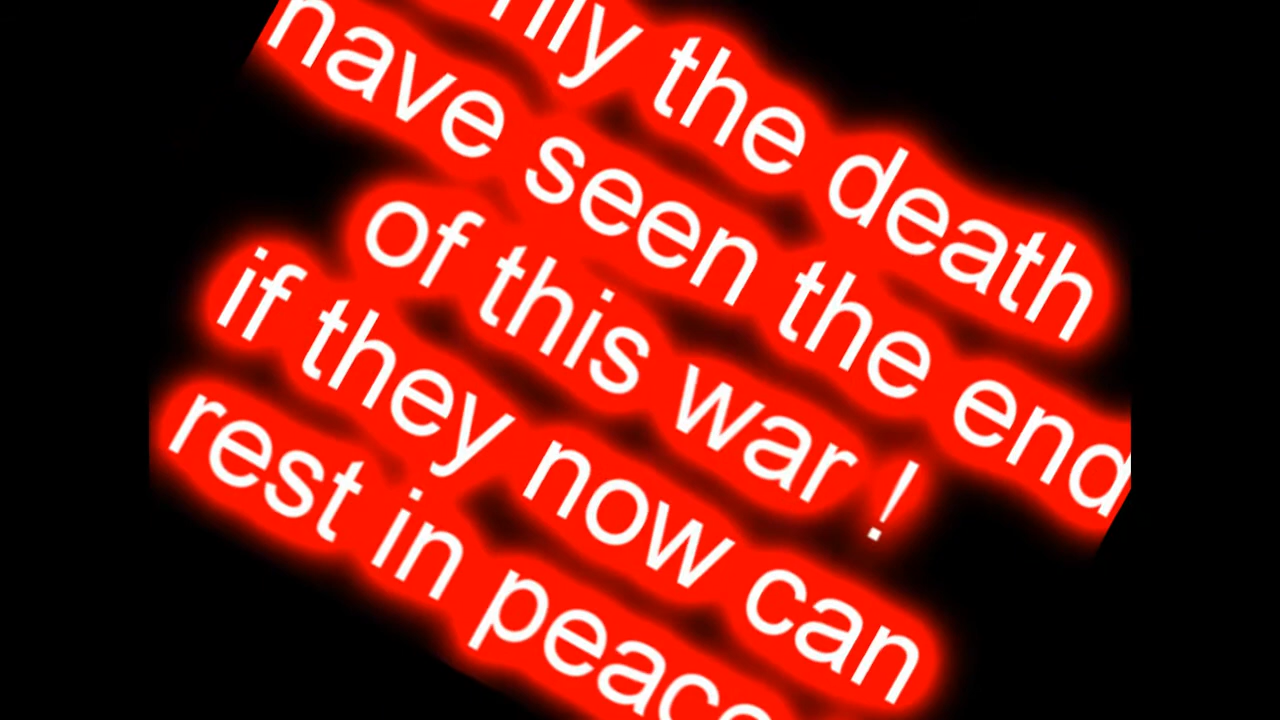 the death
have seen the end
of this war !
if they now can
rest in peace